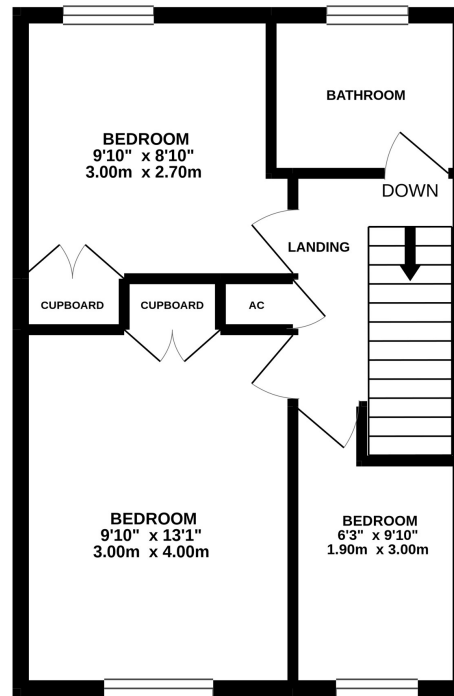 BATHROOM
BEDROOM
9'10" x 8'10"
3.00m x 2.70m
DOWN
LANDING
CUPBOARD
CUPBOARD
AC
BEDROOM
9'10" x 13'1"
3.00m x 4.00m
BEDROOM
6'3" x 9'10"
1.90m x 3.00m